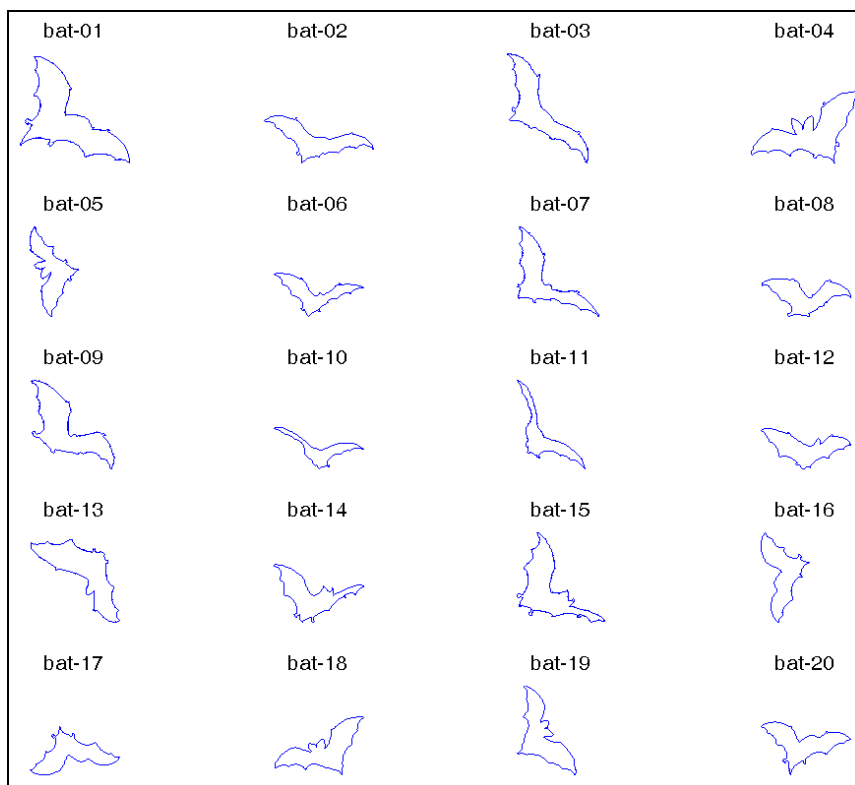 bat-01 bat-02 bat-03 bat-04
bat-05 bat-06 bat-07 bat-08
bat-09 bat-10 bat-11 bat-12
bat-13 bat-14 bat-15 bat-16
bat-17 bat-18 bat-19 bat-20